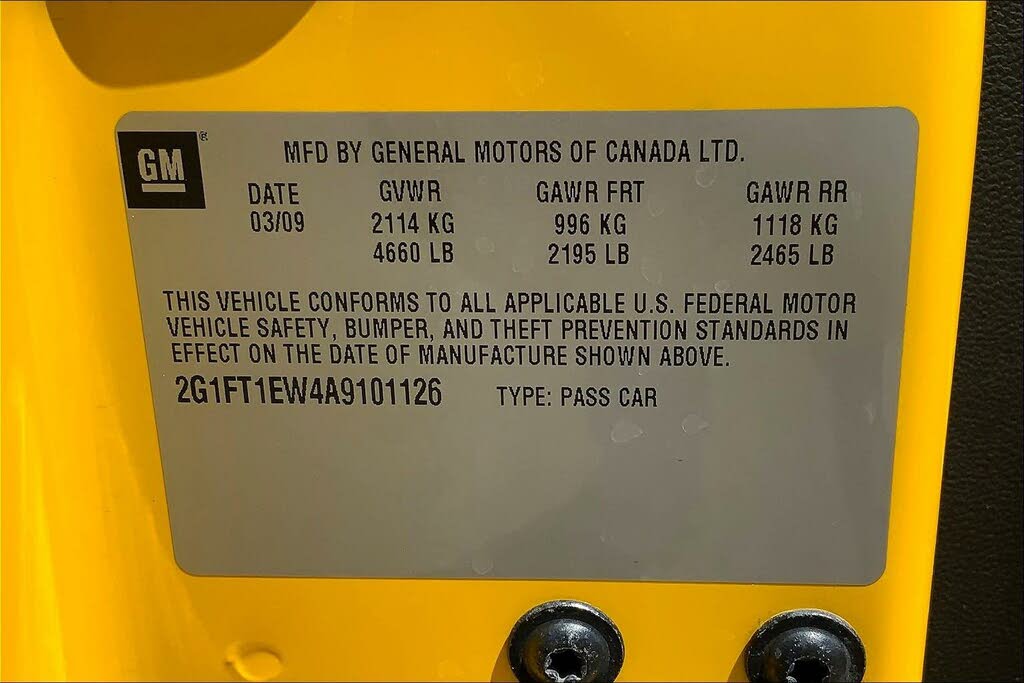 GM®
MFD BY GENERAL MOTORS OF CANADA LTD.
DATE GVWR GAWR FRT GAWR RR
03/09 2114 KG 996 KG 1118 KG
4660 LB 2195 LB 2465 LB
THIS VEHICLE CONFORMS TO ALL APPLICABLE U.S. FEDERAL MOTOR
VEHICLE SAFETY, BUMPER, AND THEFT PREVENTION STANDARDS IN
EFFECT ON THE DATE OF MANUFACTURE SHOWN ABOVE.
2G1FT1EW4A9101126 TYPE: PASS CAR